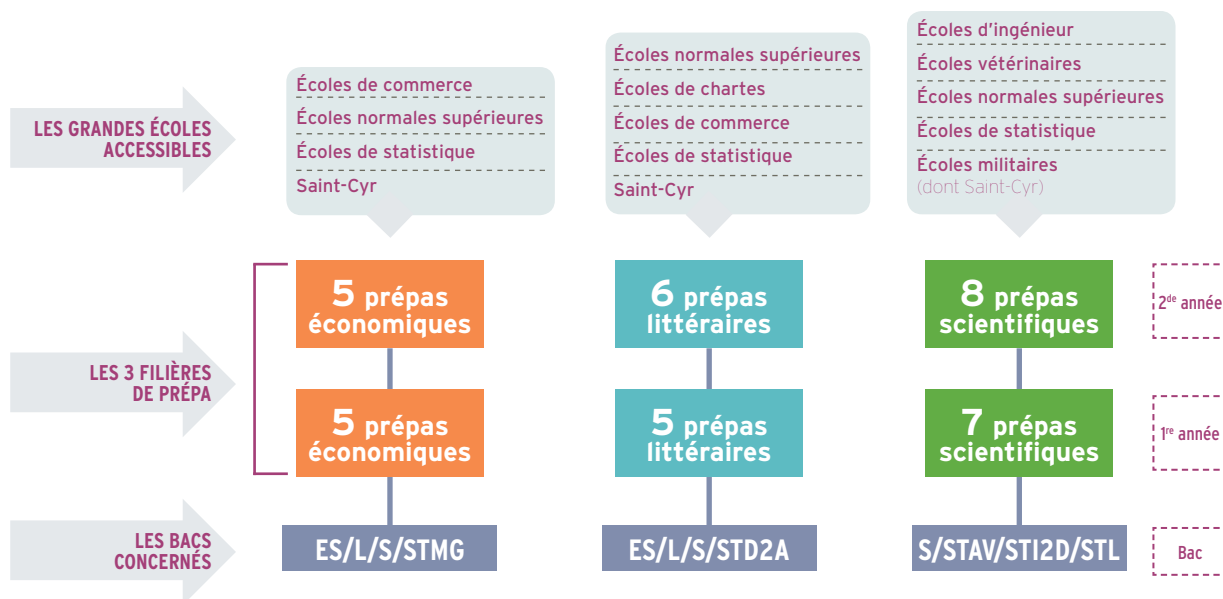 LES GRANDES ÉCOLES
ACCESSIBLES
Écoles de commerce
Écoles normales supérieures
Écoles de statistique
Saint-Cyr
Écoles normales supérieures
Écoles de chartes
Écoles de commerce
Écoles de statistique
Saint-Cyr
Écoles d'ingénieur
Écoles vétérinaires
Écoles normales supérieures
Écoles de statistique
Écoles militaires
(dont Saint-Cyr)
LES 3 FILIÈRES
DE PRÉPA
5 prépas
économiques
6 prépas
littéraires
8 prépas
scientifiques
2de année
5 prépas
économiques
5 prépas
littéraires
7 prépas
scientifiques
1re année
LES BACS
CONCERNÉS
ES/L/S/STMG
ES/L/S/STD2A
S/STAV/STI2D/STL
Bac